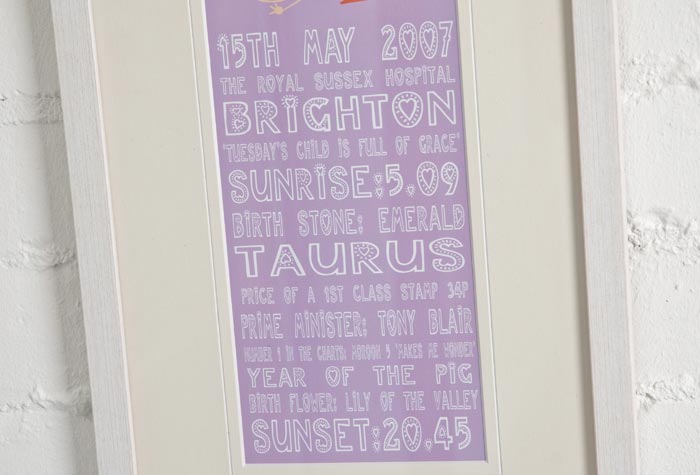 15TH MAY 2007
THE ROYAL SUSSEX HOSPITAL
BRiGHTON
'TUESDAY'S CHILD IS FULL OF GRACE'
SUNRiSE:5.09
BIRTH STONE: EMERALD
TAURUS
PRICE OF A 1ST CLASS STAMP 34P
PRIME MINISTER: TONY BLAIR
NUMBER 1 IN THE CHARTS: MOROON 5 'MAKES ME WONDER'
YEAR OF THE PIG
BIRTH FLOWER: LILY OF THE VALLEY
SUNSET:20.45